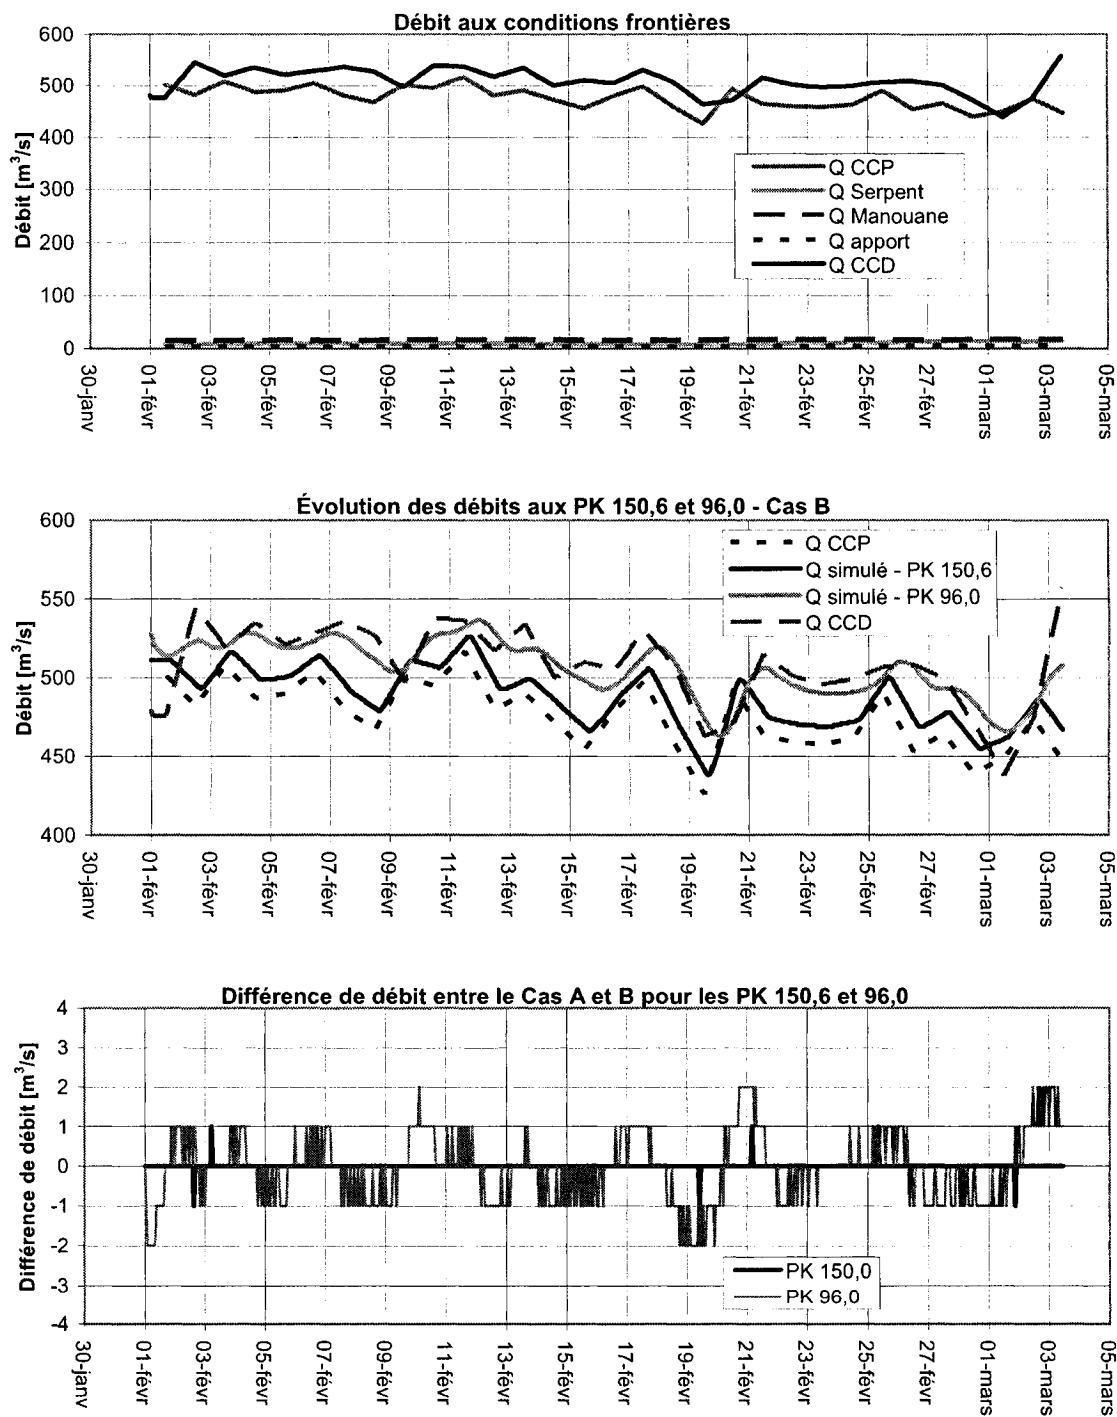 Débit aux conditions frontières
600
500
400
300
200
100
0
Débit [m³/s]
Q CCP
Q Serpent
Q Manouane
Q apport
Q CCD
30-janv
01-févr
03-févr
05-févr
07-févr
09-févr
11-févr
13-févr
15-févr
17-févr
19-févr
21-févr
23-févr
25-févr
27-févr
01-mars
03-mars
05-mars
Évolution des débits aux PK 150,6 et 96,0 - Cas B
600
550
500
450
400
Débit [m³/s]
Q CCP
Q simulé - PK 150,6
Q simulé - PK 96,0
Q CCD
30-janv
01-févr
03-févr
05-févr
07-févr
09-févr
11-févr
13-févr
15-févr
17-févr
19-févr
21-févr
23-févr
25-févr
27-févr
01-mars
03-mars
05-mars
Différence de débit entre le Cas A et B pour les PK 150,6 et 96,0
4
3
2
1
0
-1
-2
-3
-4
Différence de débit [m³/s]
PK 150,0
PK 96,0
30-janv
01-févr
03-févr
05-févr
07-févr
09-févr
11-févr
13-févr
15-févr
17-févr
19-févr
21-févr
23-févr
25-févr
27-févr
01-mars
03-mars
05-mars